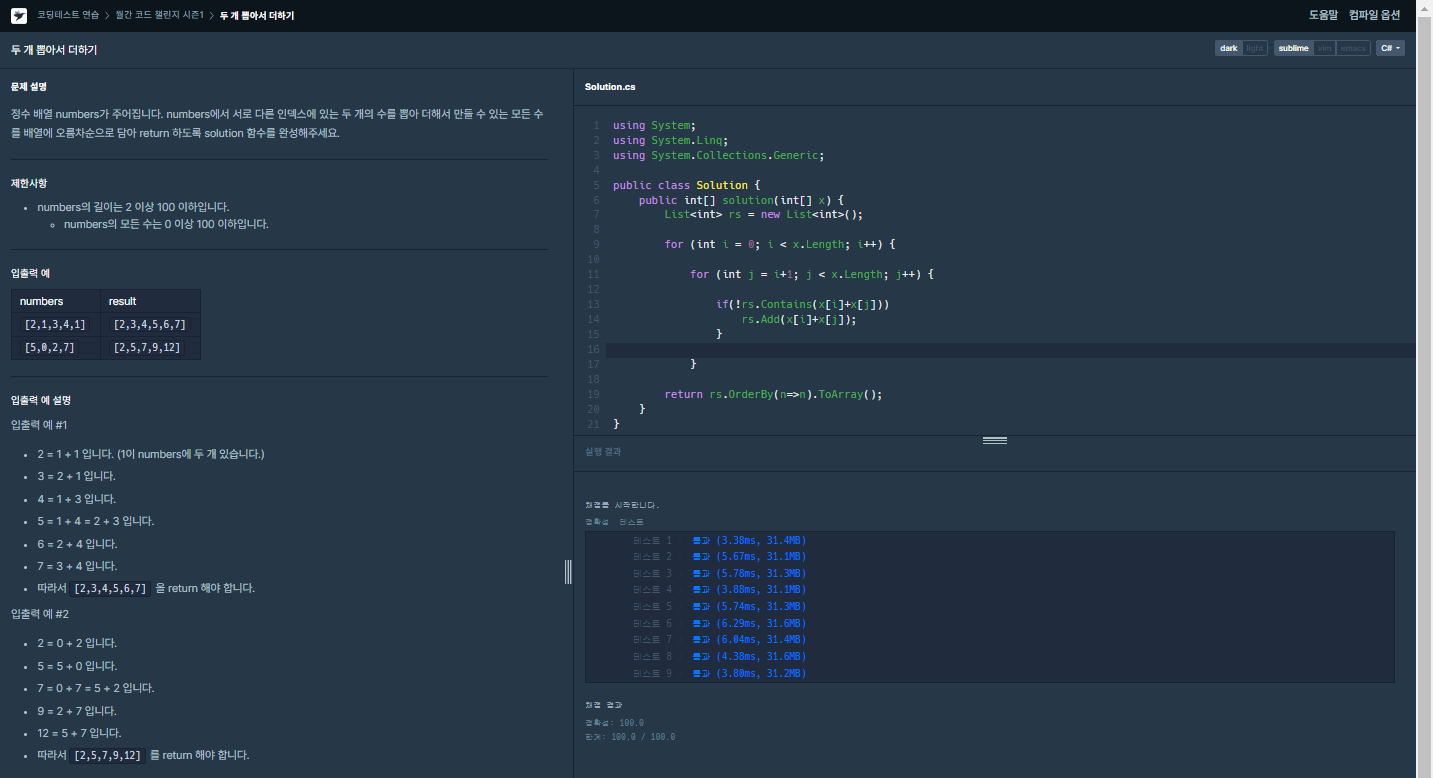 코딩테스트 연습 > 월간 코드 챌린지 시즌1 > 두 개 뽑아서 더하기
도움말 컴파일 옵션
두 개 뽑아서 더하기
dark light sublime vim emacs C#
문제 설명
정수 배열 numbers가 주어집니다. numbers에서 서로 다른 인덱스에 있는 두 개의 수를 뽑아 더해서 만들 수 있는 모든 수
를 배열에 오름차순으로 담아 return 하도록 solution 함수를 완성해주세요.
제한사항
• numbers의 길이는 2 이상 100 이하입니다.
◦ numbers의 모든 수는 0 이상 100 이하입니다.
입출력 예
numbers result
[2,1,3,4,1] [2,3,4,5,6,7]
[5,0,2,7] [2,5,7,9,12]
입출력 예 설명
입출력 예 #1
• 2 = 1 + 1 입니다. (1이 numbers에 두 개 있습니다.)
• 3 = 2 + 1 입니다.
• 4 = 1 + 3 입니다.
• 5 = 1 + 4 = 2 + 3 입니다.
• 6 = 2 + 4 입니다.
• 7 = 3 + 4 입니다.
• 따라서 [2,3,4,5,6,7] 을 return 해야 합니다.
입출력 예 #2
• 2 = 0 + 2 입니다.
• 5 = 5 + 0 입니다.
• 7 = 0 + 7 = 5 + 2 입니다.
• 9 = 2 + 7 입니다.
• 12 = 5 + 7 입니다.
• 따라서 [2,5,7,9,12] 를 return 해야 합니다.
Solution.cs
1 using System;
2 using System.Linq;
3 using System.Collections.Generic;
4
5 public class Solution {
6 public int[] solution(int[] x) {
7 List<int> rs = new List<int>();
8
9 for (int i = 0; i < x.Length; i++) {
10
11 for (int j = i+1; j < x.Length; j++) {
12
13 if(!rs.Contains(x[i]+x[j]))
14 rs.Add(x[i]+x[j]);
15 }
16
17 }
18
19 return rs.OrderBy(n=>n).ToArray();
20 }
21 }
실행 결과
채점을 시작합니다.
정확성 테스트
테스트 1 통과 (3.38ms, 31.4MB)
테스트 2 통과 (5.67ms, 31.1MB)
테스트 3 통과 (5.78ms, 31.3MB)
테스트 4 통과 (3.88ms, 31.1MB)
테스트 5 통과 (5.74ms, 31.3MB)
테스트 6 통과 (6.29ms, 31.6MB)
테스트 7 통과 (6.04ms, 31.4MB)
테스트 8 통과 (4.38ms, 31.6MB)
테스트 9 통과 (3.80ms, 31.2MB)
채점 결과
정확성: 100.0
합계: 100.0 / 100.0